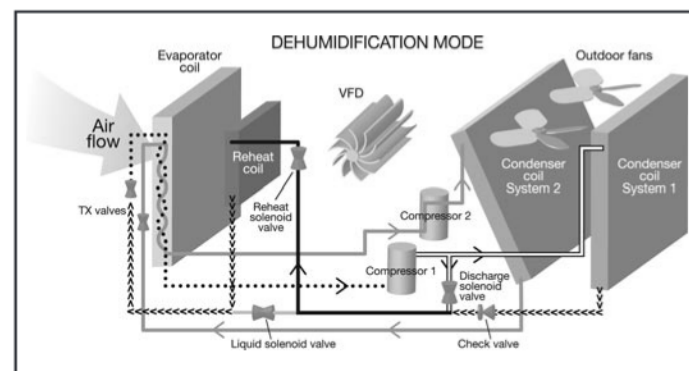 DEHUMIDIFICATION MODE
Evaporator
coil
Outdoor fans
VFD
Air
flow
Reheat
coil
Condenser
coil
System 2
Condenser
coil
System 1
TX valves
Reheat
solenoid
valve
Compressor 2
Compressor 1
Discharge
solenoid
valve
Liquid solenoid valve
Check valve